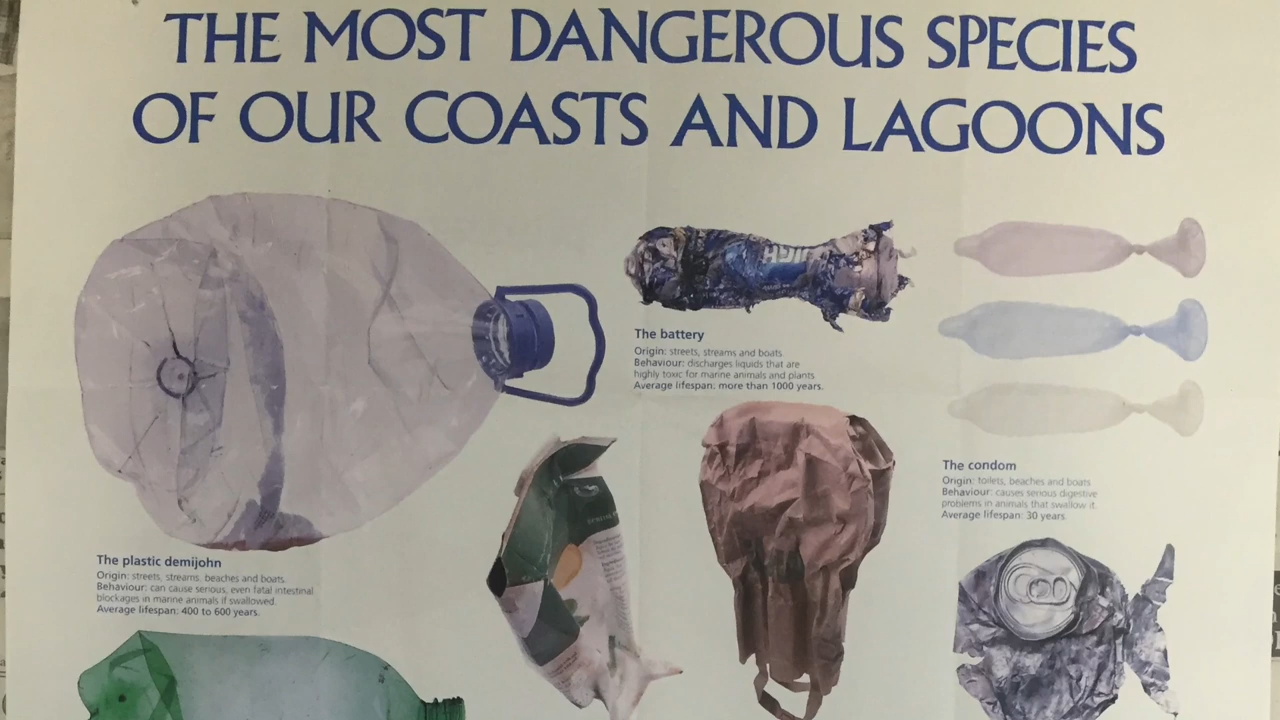 THE MOST DANGEROUS SPECIES
OF OUR COASTS AND LAGOONS
The battery
Origin: streets, streams and boats.
Behaviour: discharges liquids that are
highly toxic for marine animals and plants.
Average lifespan: more than 1000 years.
The condom
Origin: toilets, beaches and boats.
Behaviour: causes serious digestive
problems in animals that swallow it.
Average lifespan: 30 years.
The plastic demijohn
Origin: streets, streams, beaches and boats.
Behaviour: can cause serious, even fatal intestinal
blockages in marine animals if swallowed.
Average lifespan: 400 to 600 years.